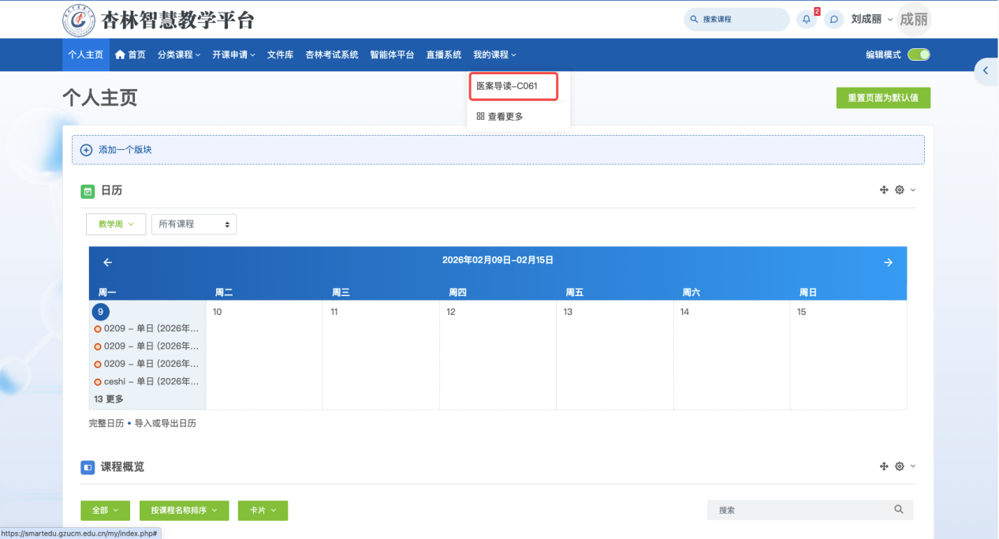 杏林智慧教学平台
搜索课程
2
刘成丽
成丽
个人主页 首页 分类课程 开课申请 文件库 杏林考试系统 智能体平台 直播系统 我的课程 编辑模式
医案导读-C061
查看更多
个人主页
重置页面为默认值
添加一个版块
日历
教学周 所有课程
2026年02月09日-02月15日
周一 周二 周三 周四 周五 周六 周日
9 10 11 12 13 14 15
0209 - 单日 (2026年...
0209 - 单日 (2026年...
0209 - 单日 (2026年...
ceshi - 单日 (2026年...
13 更多
完整日历 • 导入或导出日历
课程概览
全部 按课程名称排序 卡片 搜索
https://smartedu.gzucm.edu.cn/my/index.php#